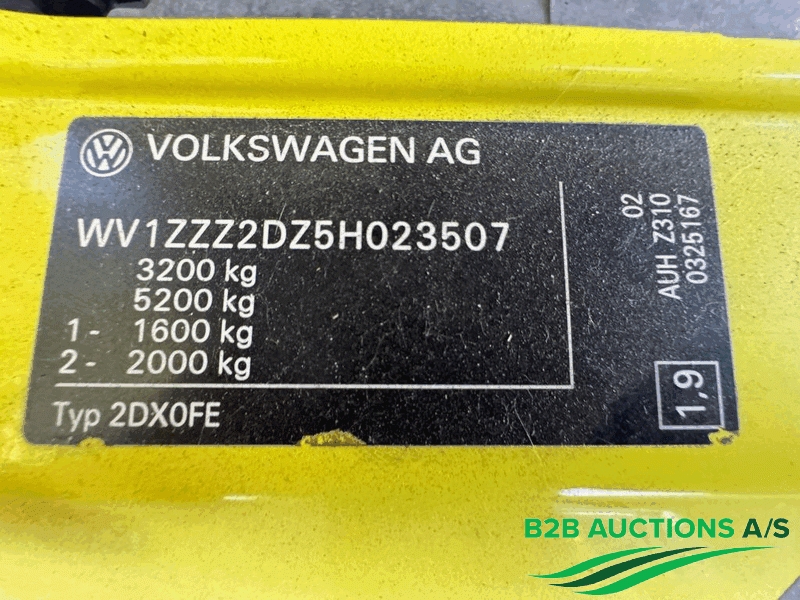 VOLKSWAGEN AG
WV1ZZZ2DZ5H023507
3200 kg
5200 kg
1 - 1600 kg
2 - 2000 kg
Typ 2DX0FE
02
AUH Z310
0325167
1,9
B2B AUCTIONS A/S